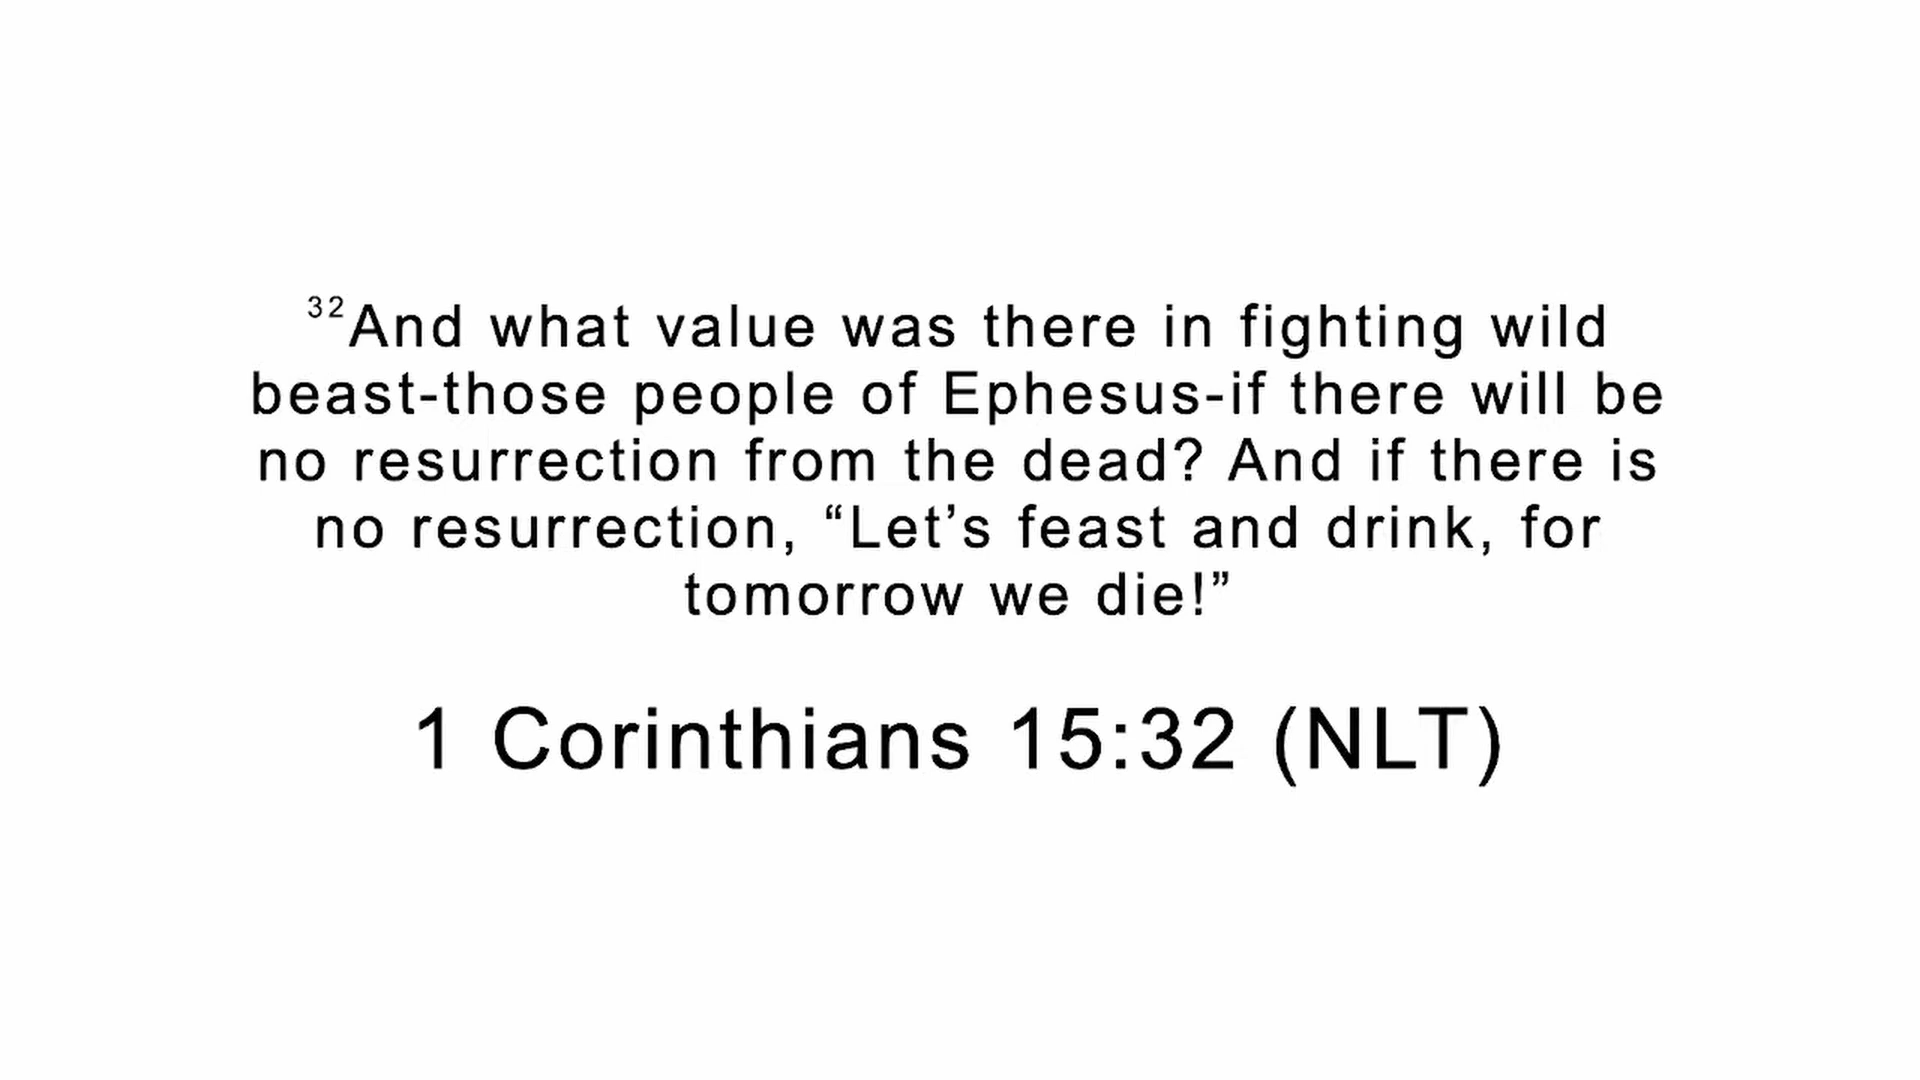 32And what value was there in fighting wild
beast-those people of Ephesus-if there will be
no resurrection from the dead? And if there is
no resurrection, “Let’s feast and drink, for
tomorrow we die!”
1 Corinthians 15:32 (NLT)